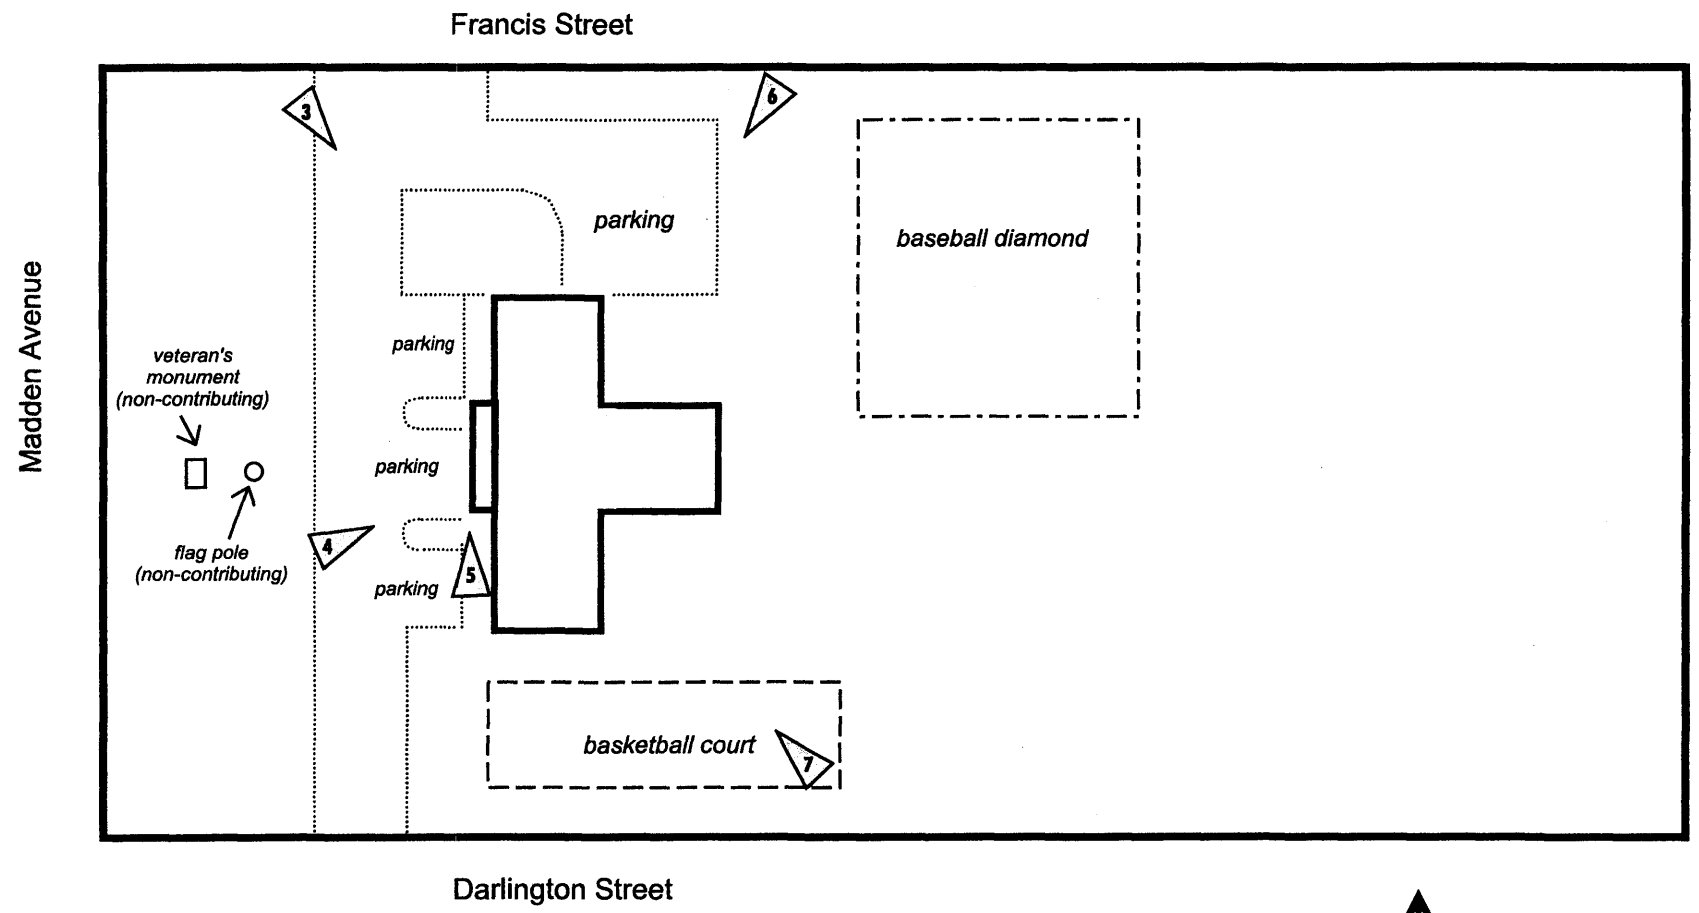 Francis Street
3
6
parking
baseball diamond
Madden Avenue
parking
veteran's
monument
(non-contributing)
parking
flag pole
(non-contributing)
4
5
parking
basketball court
7
Darlington Street